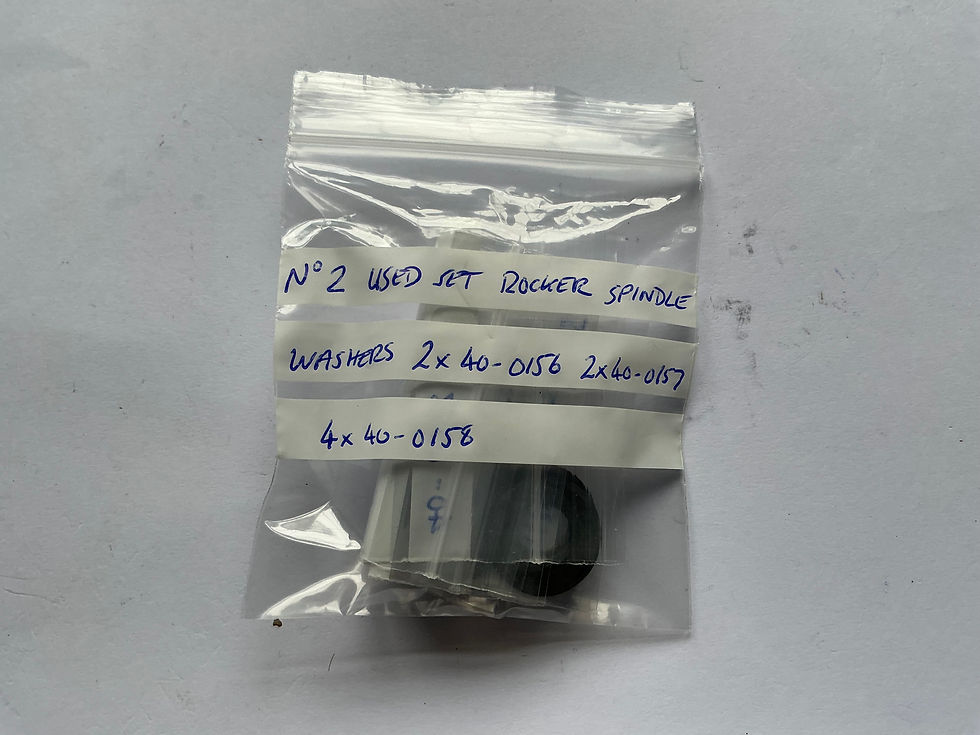 N° 2 USED SET ROCKER SPINDLE
WASHERS 2x 40-0156 2x40-0157
4x 40-0158